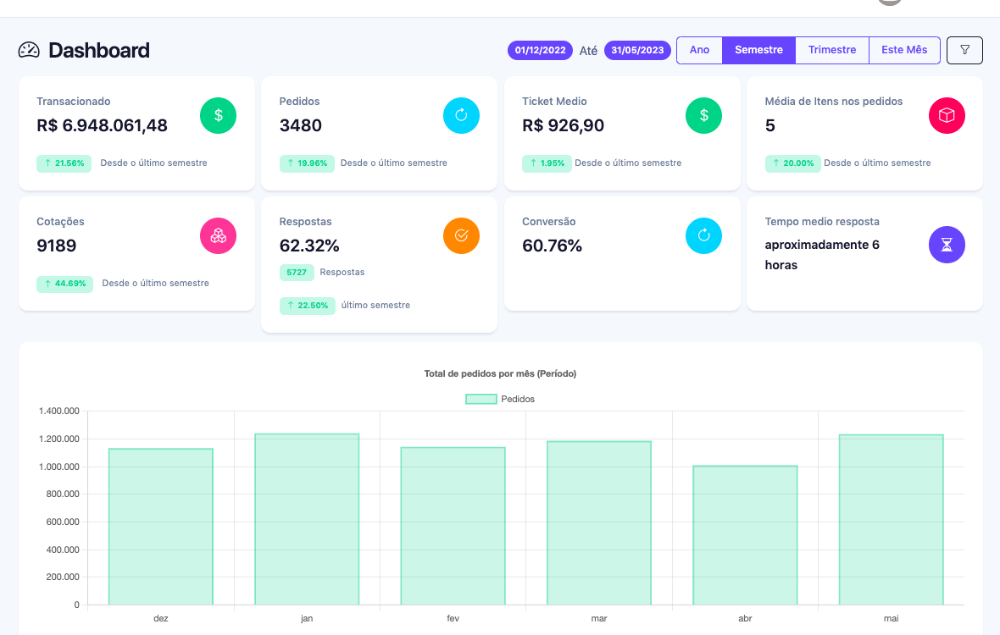 Dashboard
01/12/2022 Até 31/05/2023 Ano Semestre Trimestre Este Mês
Transacionado
R$ 6.948.061,48
↑ 21.56% Desde o último semestre
Pedidos
3480
↑ 19.96% Desde o último semestre
Ticket Medio
R$ 926,90
↑ 1.95% Desde o último semestre
Média de Itens nos pedidos
5
↑ 20.00% Desde o último semestre
Cotações
9189
↑ 44.69% Desde o último semestre
Respostas
62.32%
5727 Respostas
↑ 22.50% último semestre
Conversão
60.76%
Tempo medio resposta
aproximadamente 6
horas
Total de pedidos por mês (Período)
Pedidos
1.400.000
1.200.000
1.000.000
800.000
600.000
400.000
200.000
0
dez jan fev mar abr mai